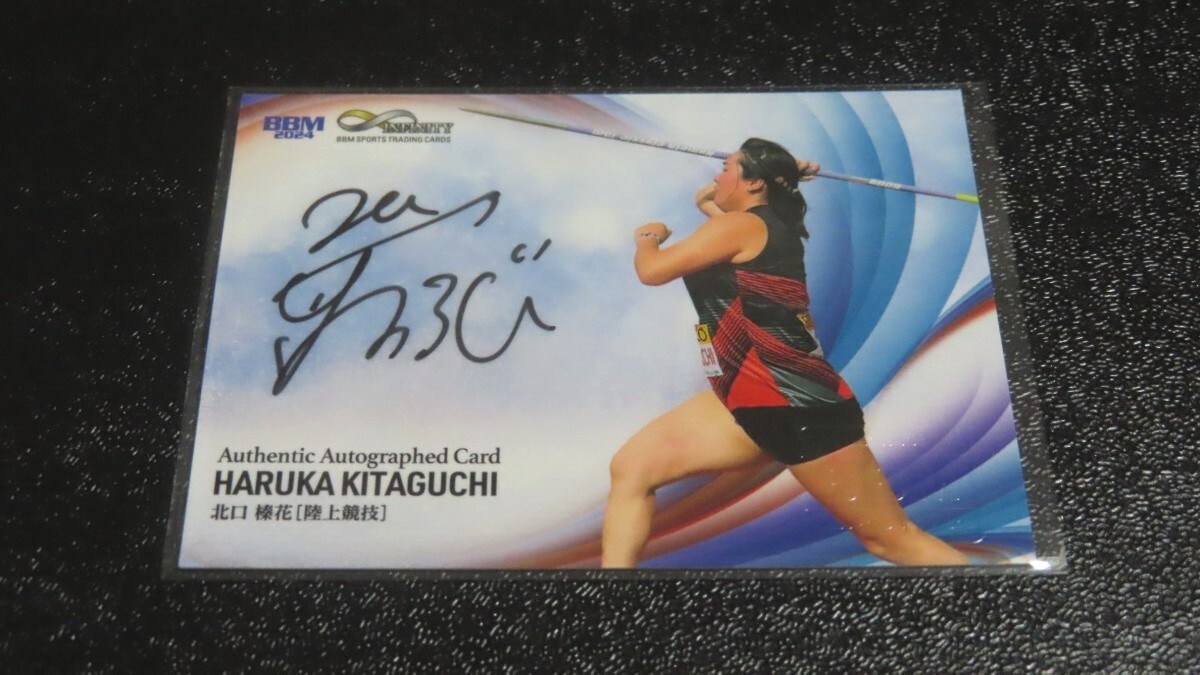 BBM
2024
INFINITY
BBM SPORTS TRADING CARDS
Authentic Autographed Card
HARUKA KITAGUCHI
北口 榛花［陸上競技］